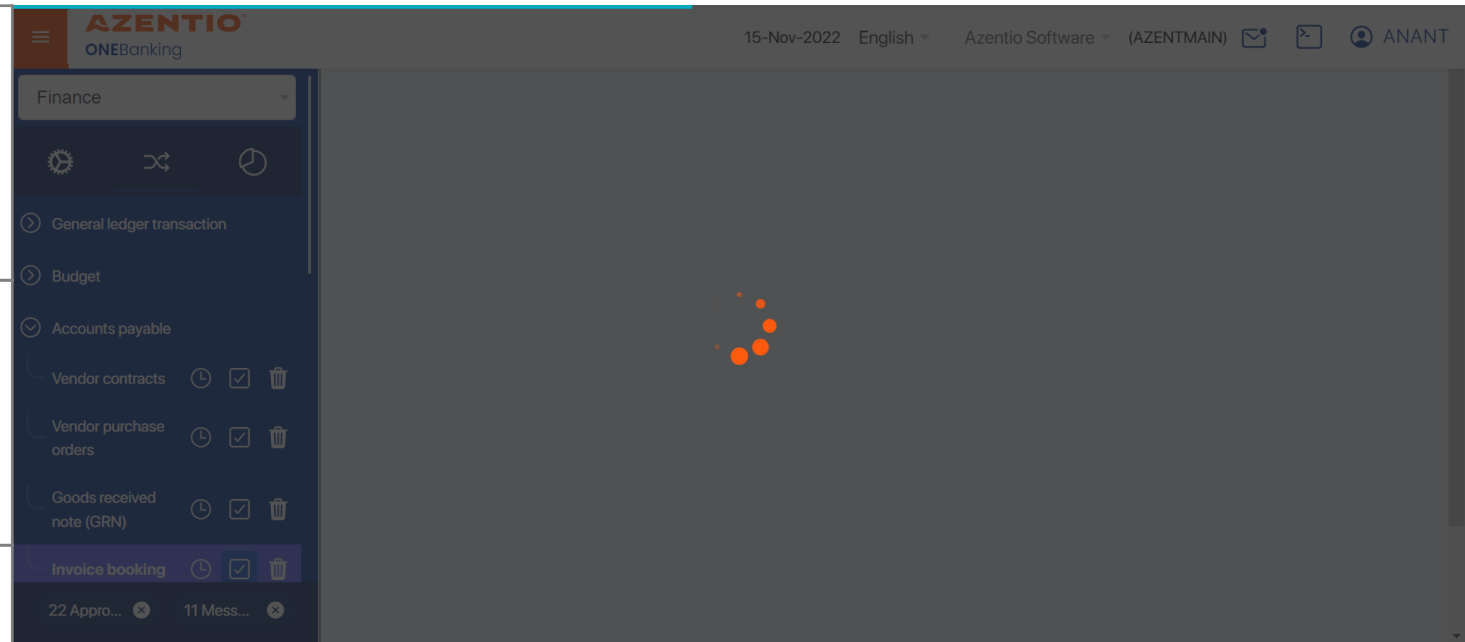 AZENTIO
ONEBanking
15-Nov-2022 English Azentio Software (AZENTMAIN) ANANT
Finance
General ledger transaction
Budget
Accounts payable
Vendor contracts
Vendor purchase
orders
Goods received
note (GRN)
Invoice booking
22 Appro... 11 Mess...